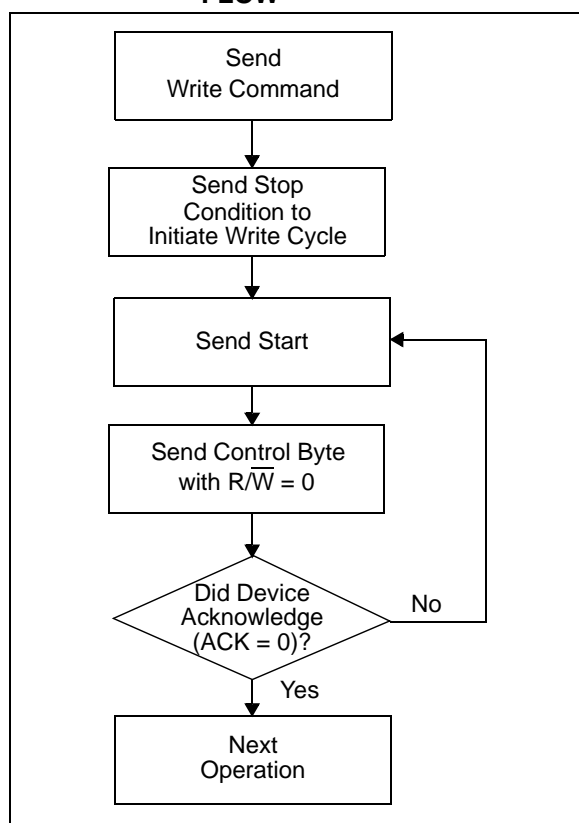 Send
Write Command
Send Stop
Condition to
Initiate Write Cycle
Send Start
Send Control Byte
with R/W̅ = 0
Did Device
Acknowledge
(ACK = 0)?
No
Yes
Next
Operation